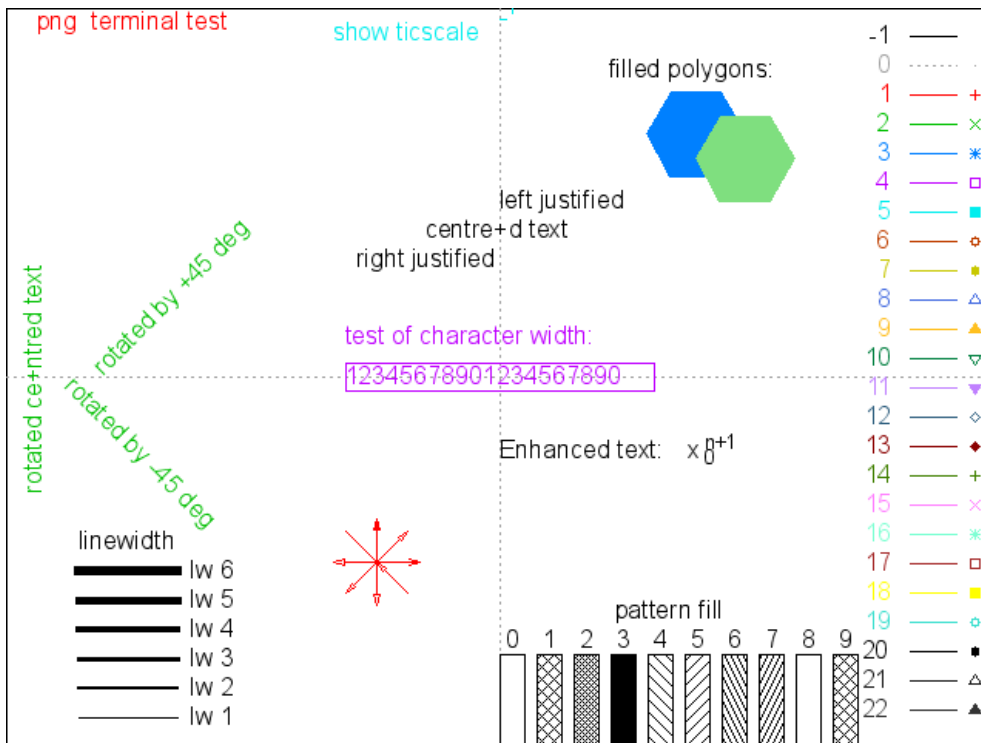 png  terminal test
show ticscale
filled polygons:
left justified
centre+d text
right justified
rotated ce+ntred text
rotated by +45 deg
rotated by -45 deg
test of character width:
12345678901234567890
Enhanced text:
linewidth
lw 6
lw 5
lw 4
lw 3
lw 2
lw 1
pattern fill
0 1 2 3 4 5 6 7 8 9
-1
0
1
2
3
4
5
6
7
8
9
10
11
12
13
14
15
16
17
18
19
20
21
22